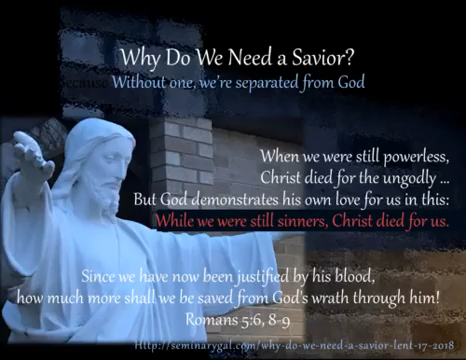 Why Do We Need a Savior?
because Without one, we're separated from God
When we were still powerless,
Christ died for the ungodly ...
But God demonstrates his own love for us in this:
While we were still sinners, Christ died for us.
Since we have now been justified by his blood,
how much more shall we be saved from God's wrath through him!
Romans 5:6, 8-9
Http://seminarygal.com/why-do-we-need-a-savior-lent-17-2018